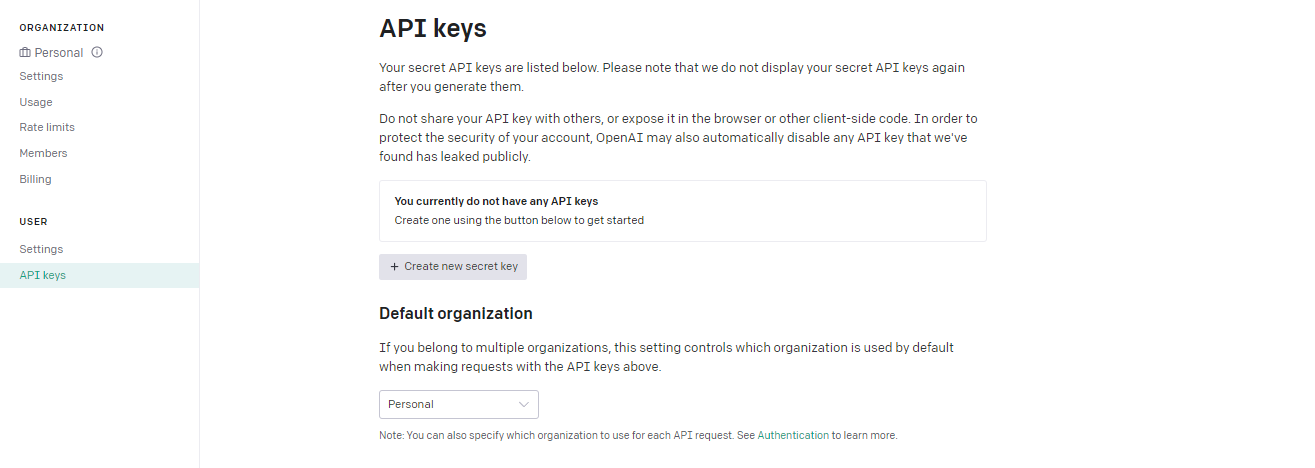 ORGANIZATION
Personal
Settings
Usage
Rate limits
Members
Billing
USER
Settings
API keys
API keys
Your secret API keys are listed below. Please note that we do not display your secret API keys again
after you generate them.
Do not share your API key with others, or expose it in the browser or other client-side code. In order to
protect the security of your account, OpenAI may also automatically disable any API key that we've
found has leaked publicly.
You currently do not have any API keys
Create one using the button below to get started
+ Create new secret key
Default organization
If you belong to multiple organizations, this setting controls which organization is used by default
when making requests with the API keys above.
Personal
Note: You can also specify which organization to use for each API request. See Authentication to learn more.